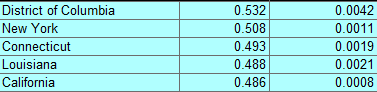 District of Columbia 0.532 0.0042
New York 0.508 0.0011
Connecticut 0.493 0.0019
Louisiana 0.488 0.0021
California 0.486 0.0008